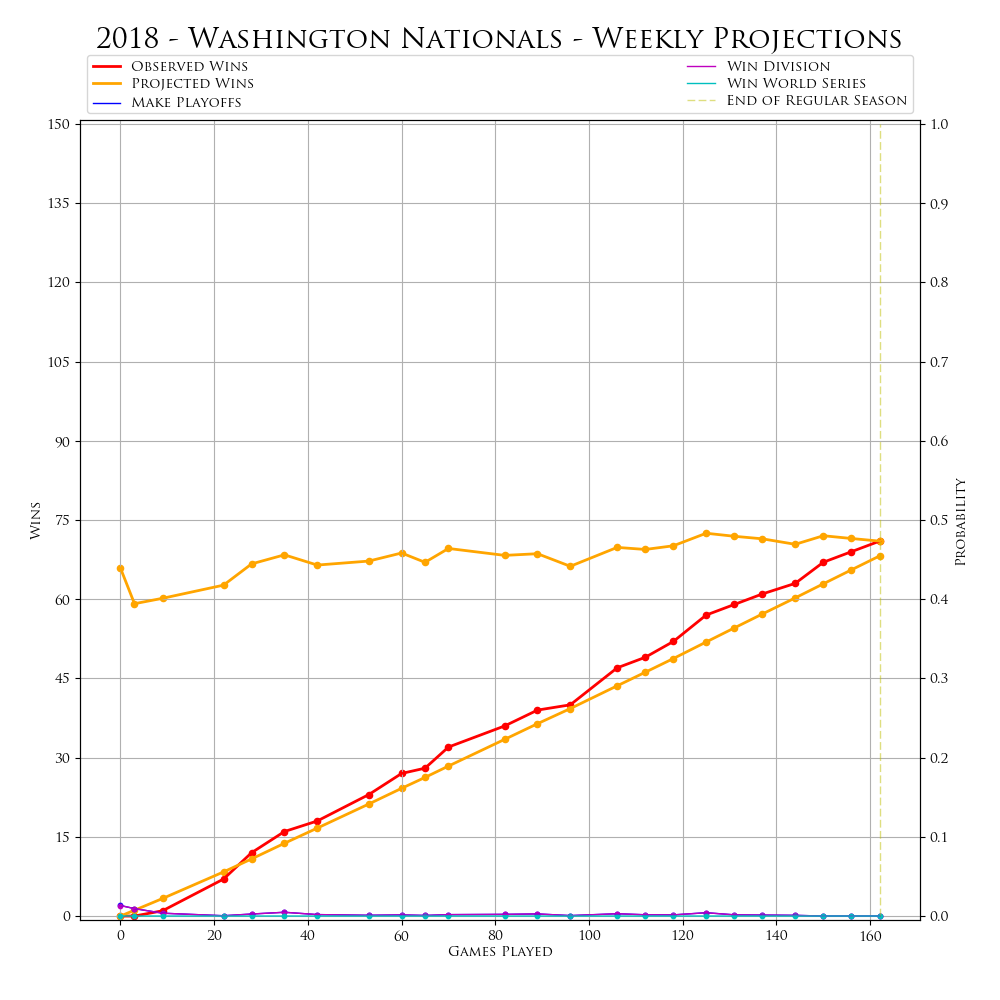 2018 - Washington Nationals - Weekly Projections
Observed Wins
Projected Wins
Make Playoffs
Win Division
Win World Series
End of Regular Season
150
135
120
105
90
75
60
45
30
15
0
Wins
1.0
0.9
0.8
0.7
0.6
0.5
0.4
0.3
0.2
0.1
0.0
Probability
0 20 40 60 80 100 120 140 160
Games Played